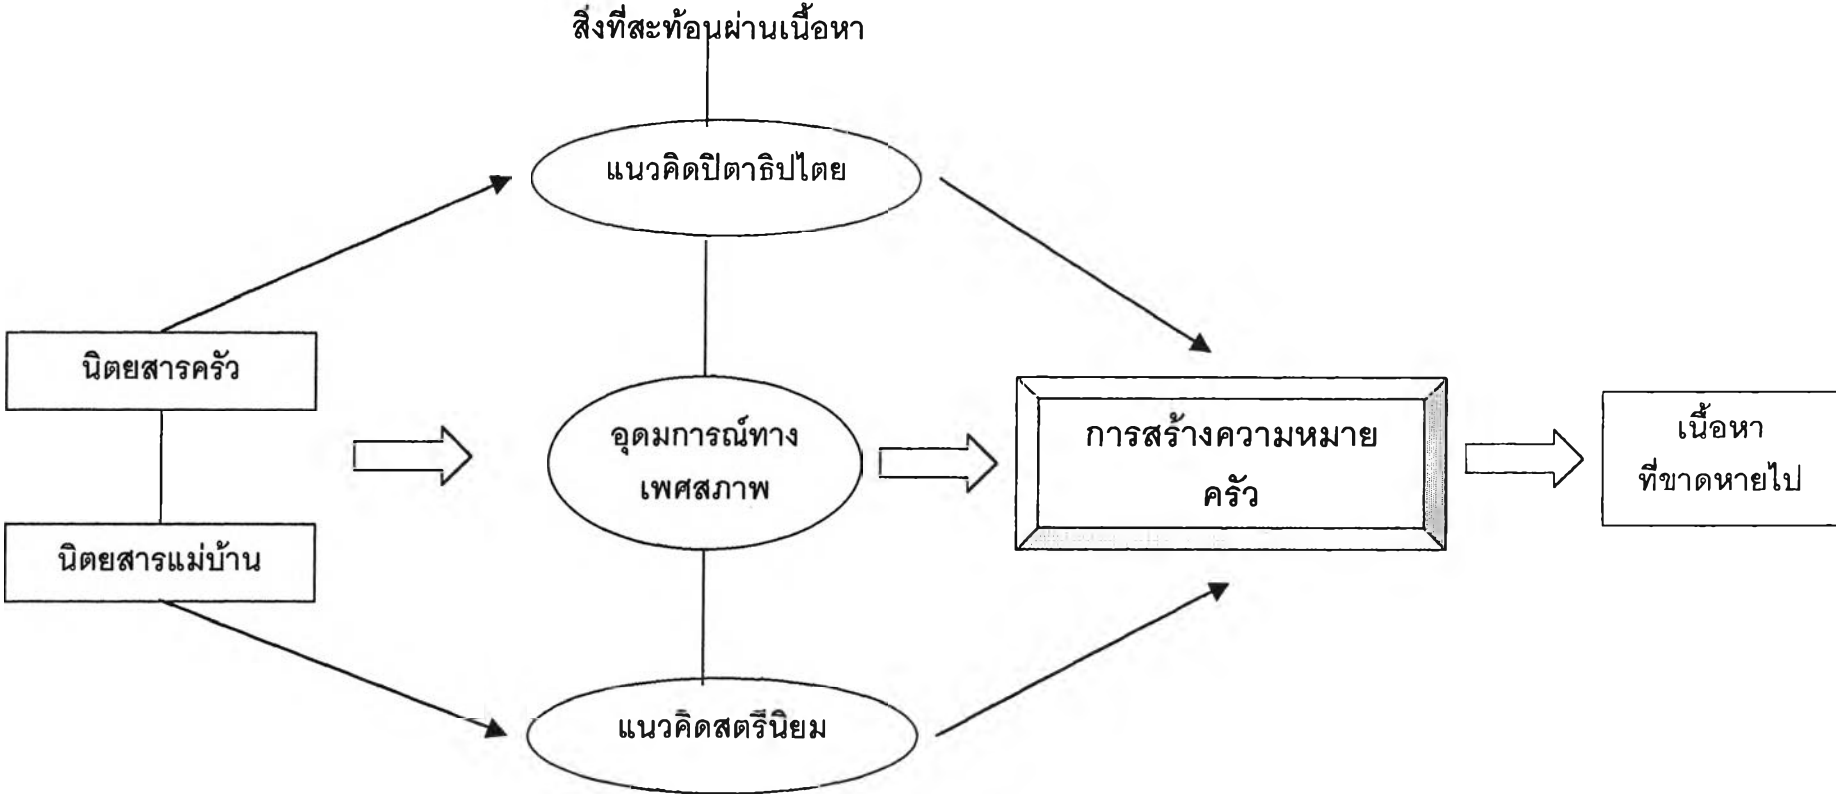 สิ่งที่สะท้อนผ่านเนื้อหา
แนวคิดปิตาธิปไตย
นิตยสารครัว
นิตยสารแม่บ้าน
อุดมการณ์ทาง
เพศสภาพ
แนวคิดสตรีนิยม
การสร้างความหมาย
ครัว
เนื้อหา
ที่ขาดหายไป